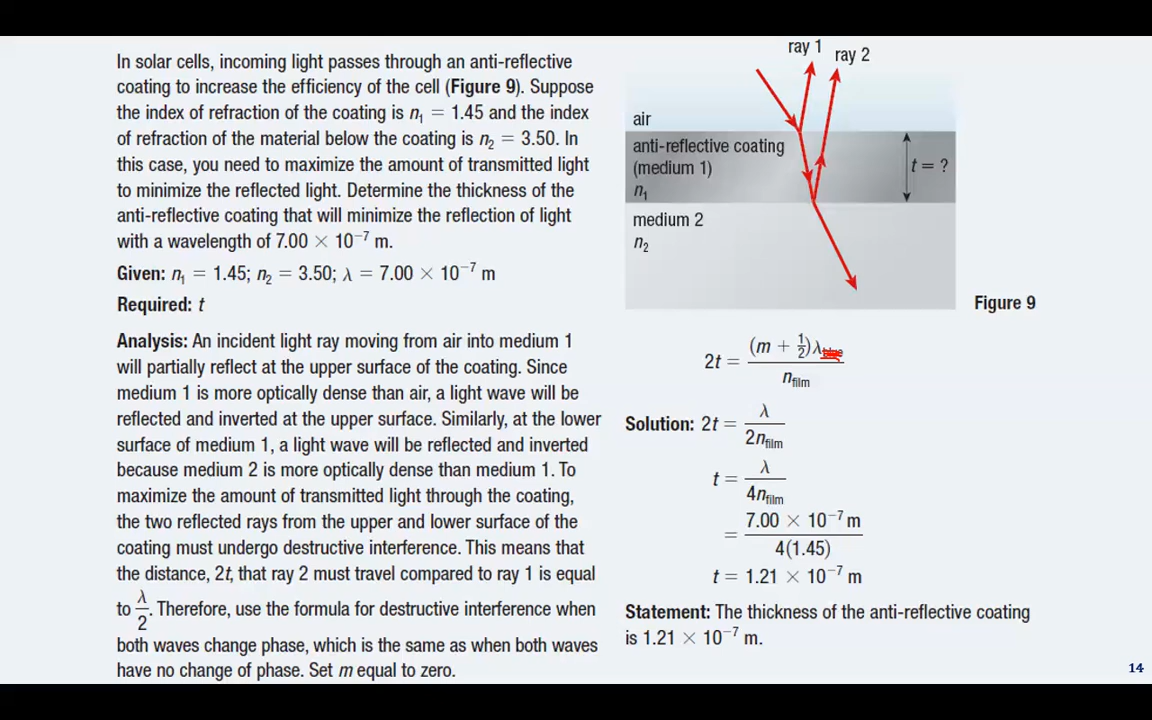 In solar cells, incoming light passes through an anti-reflective
coating to increase the efficiency of the cell (Figure 9). Suppose
the index of refraction of the coating is n₁ = 1.45 and the index
of refraction of the material below the coating is n₂ = 3.50. In
this case, you need to maximize the amount of transmitted light
to minimize the reflected light. Determine the thickness of the
anti-reflective coating that will minimize the reflection of light
with a wavelength of 7.00 × 10⁻⁷ m.
Given: n₁ = 1.45; n₂ = 3.50; λ = 7.00 × 10⁻⁷ m
Required: t
Analysis: An incident light ray moving from air into medium 1
will partially reflect at the upper surface of the coating. Since
medium 1 is more optically dense than air, a light wave will be
reflected and inverted at the upper surface. Similarly, at the lower
surface of medium 1, a light wave will be reflected and inverted
because medium 2 is more optically dense than medium 1. To
maximize the amount of transmitted light through the coating,
the two reflected rays from the upper and lower surface of the
coating must undergo destructive interference. This means that
the distance, 2t, that ray 2 must travel compared to ray 1 is equal
to λ/2. Therefore, use the formula for destructive interference when
both waves change phase, which is the same as when both waves
have no change of phase. Set m equal to zero.
ray 1
ray 2
air
anti-reflective coating
(medium 1)
n₁
t = ?
medium 2
n₂
Figure 9
2t = (m + 1/2)λ / n_film
Solution: 2t = λ / 2n_film
t = λ / 4n_film
= 7.00 × 10⁻⁷ m / 4(1.45)
t = 1.21 × 10⁻⁷ m
Statement: The thickness of the anti-reflective coating
is 1.21 × 10⁻⁷ m.
14